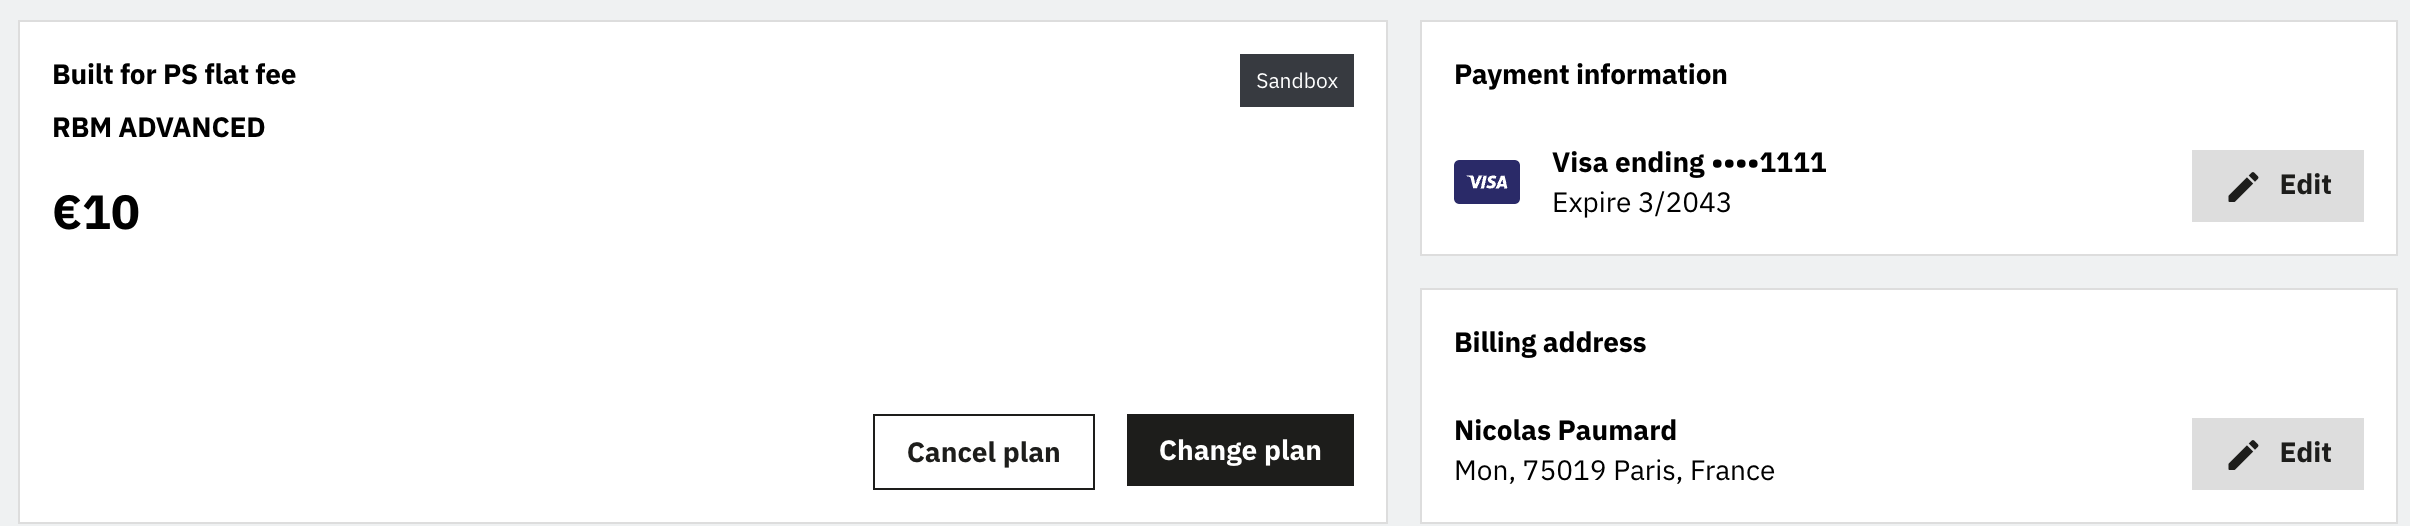 Built for PS flat fee
Sandbox
RBM ADVANCED
€10
Cancel plan
Change plan
Payment information
VISA
Visa ending ••••1111
Expire 3/2043
Edit
Billing address
Nicolas Paumard
Mon, 75019 Paris, France
Edit